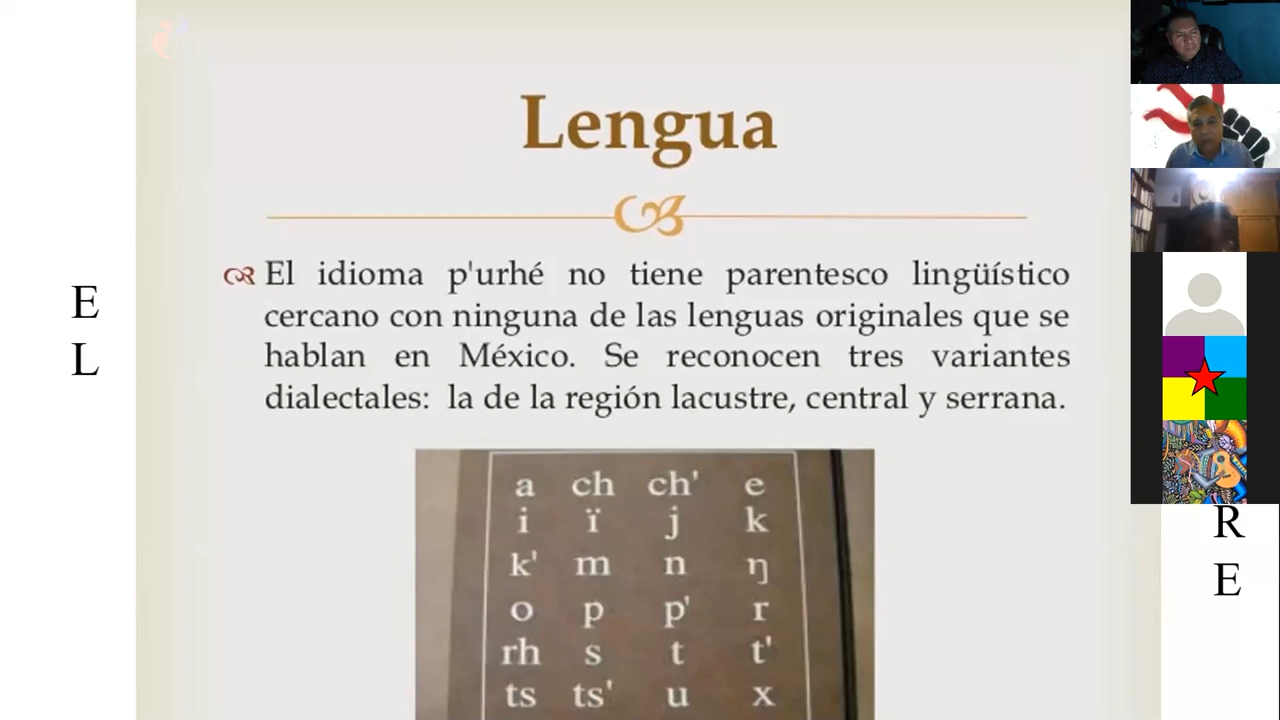 Lengua
El idioma p'urhé no tiene parentesco lingüístico
cercano con ninguna de las lenguas originales que se
hablan en México. Se reconocen tres variantes
dialectales: la de la región lacustre, central y serrana.
a ch ch' e
i ï j k
k' m n ŋ
o p p' r
rh s t t'
ts ts' u x
E
L
R
E